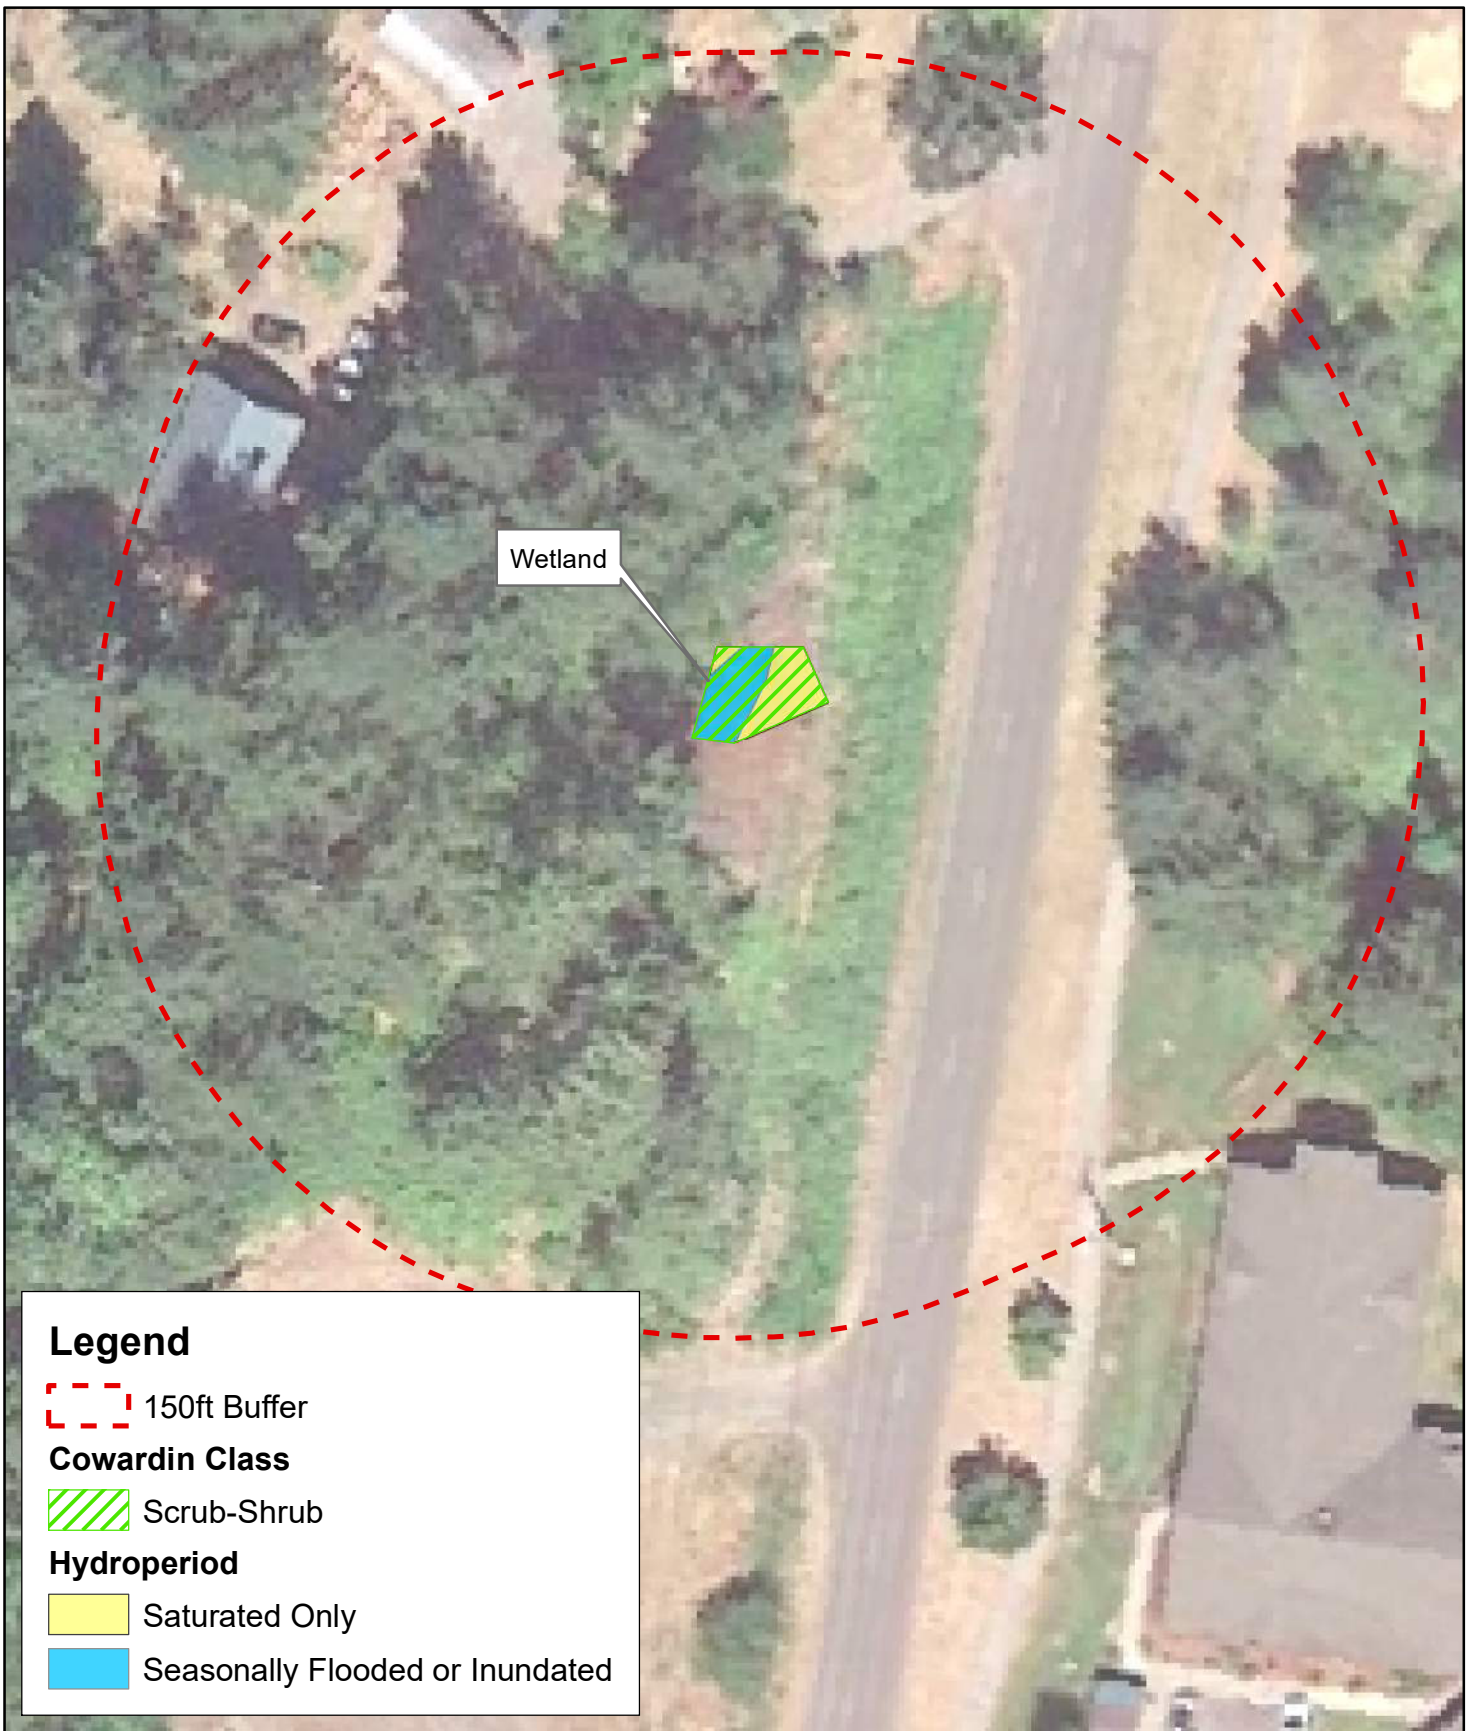 Wetland
Legend
150ft Buffer
Cowardin Class
Scrub-Shrub
Hydroperiod
Saturated Only
Seasonally Flooded or Inundated